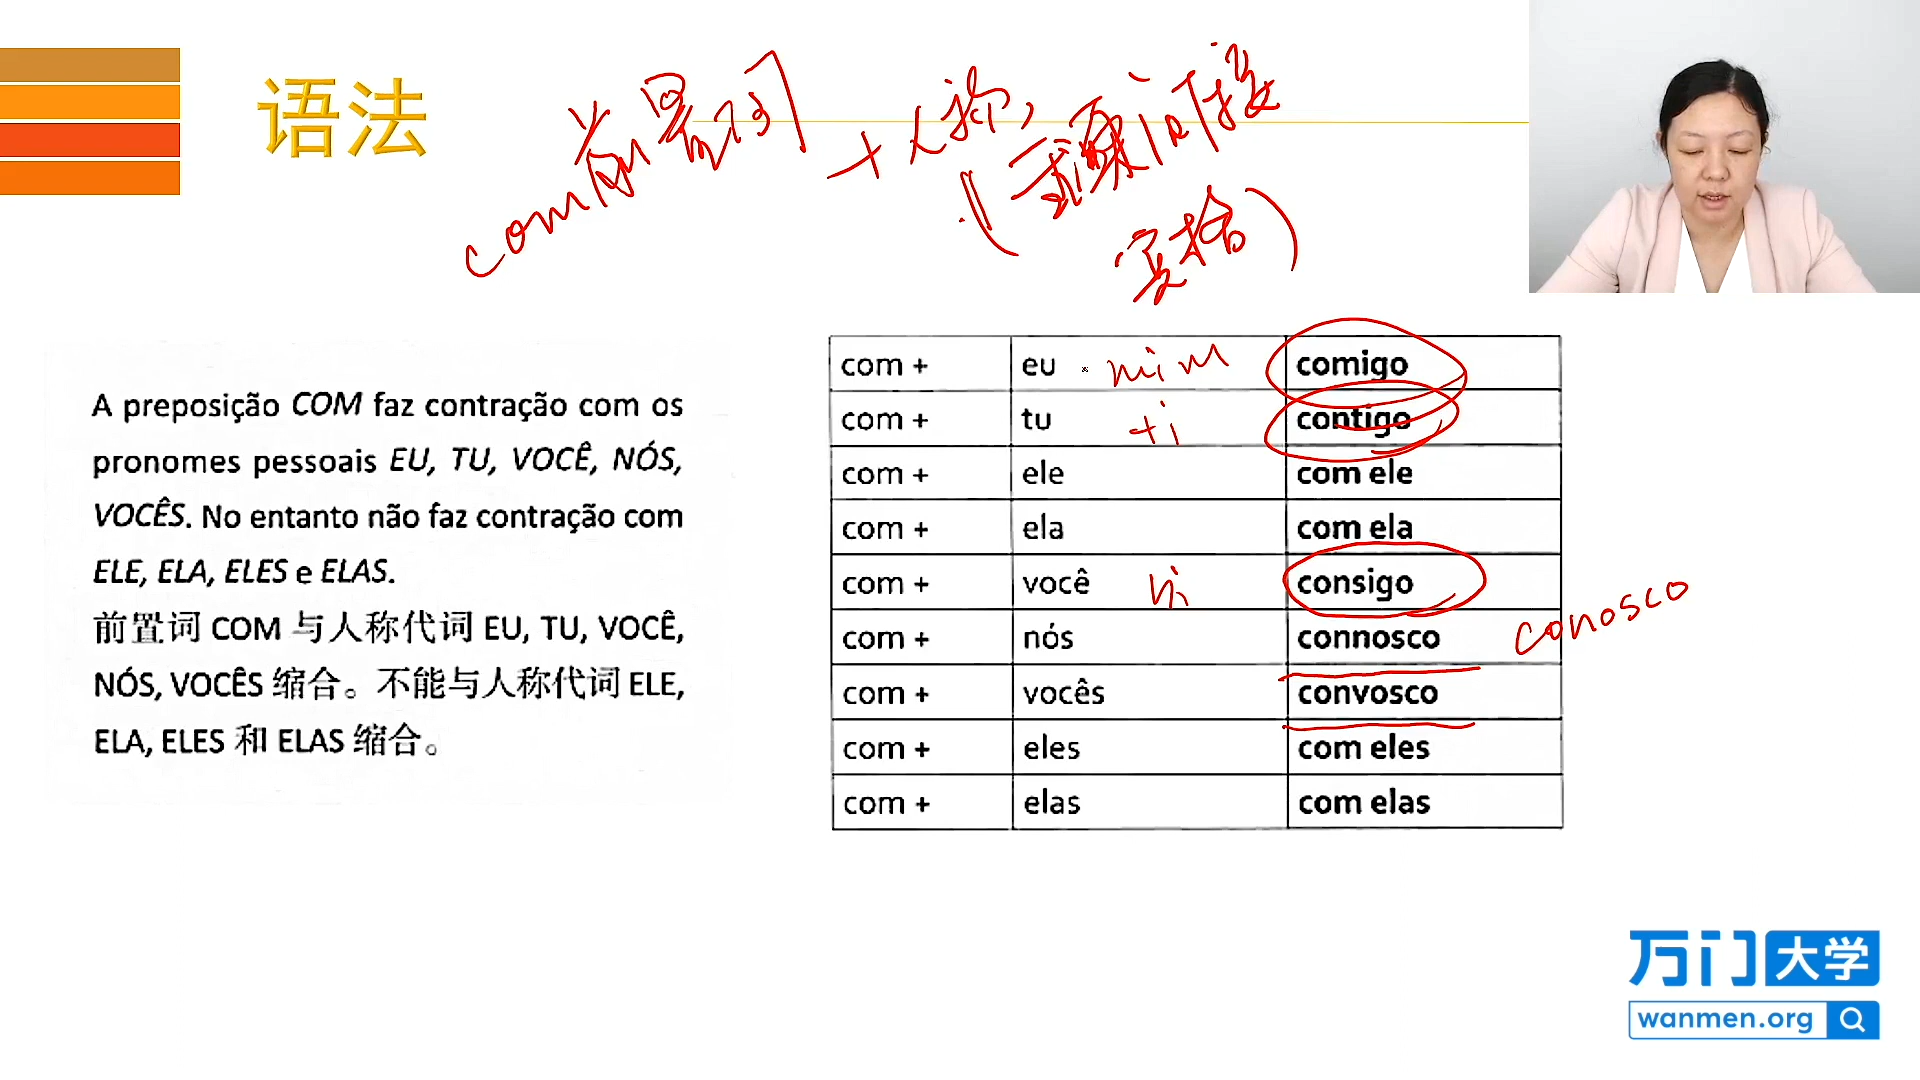 语法
com前置词 + 人称,
(重读间接
宾格)
A preposição COM faz contração com os
pronomes pessoais EU, TU, VOCÊ, NÓS,
VOCÊS. No entanto não faz contração com
ELE, ELA, ELES e ELAS.
前置词 COM 与人称代词 EU, TU, VOCÊ,
NÓS, VOCÊS 缩合。不能与人称代词 ELE,
ELA, ELES 和 ELAS 缩合。
com + eu mim comigo
com + tu ti contigo
com + ele com ele
com + ela com ela
com + você si consigo
com + nós connosco conosco
com + vocês convosco
com + eles com eles
com + elas com elas
万门大学
wanmen.org